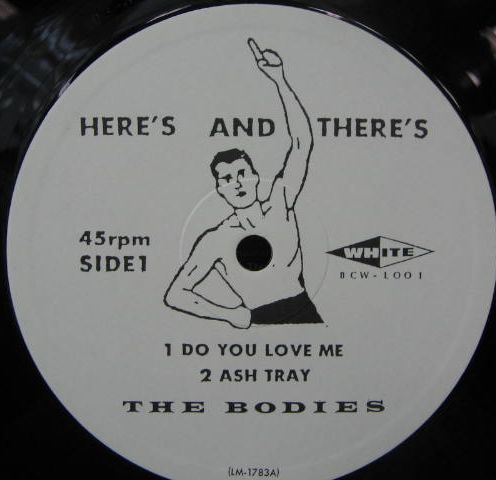 HERE'S AND THERE'S
45rpm
SIDE1
WHITE
BCW-L001
1 DO YOU LOVE ME
2 ASH TRAY
THE BODIES
(LM-1783A)